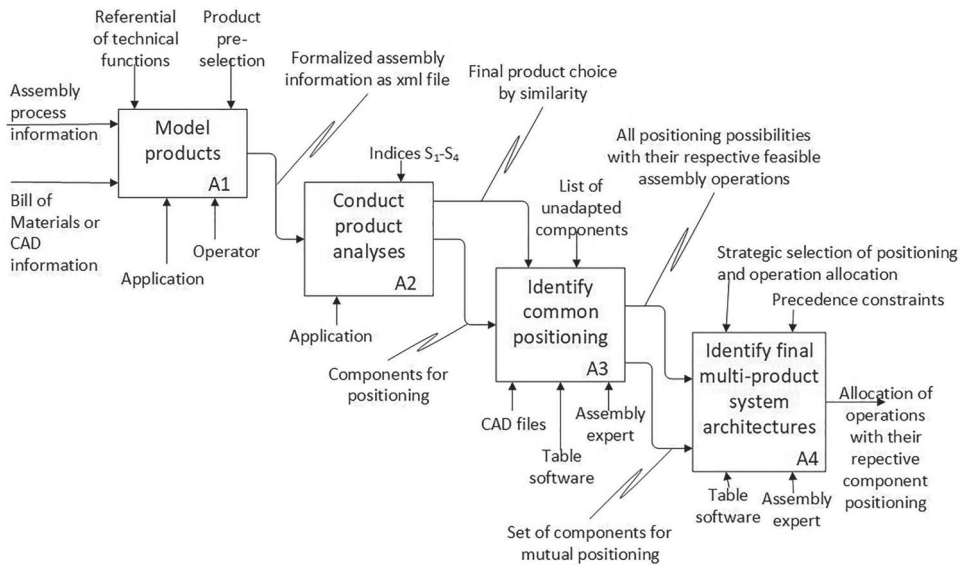 Referential
of technical
functions
Product
pre-
selection
Assembly
process
information
Bill of
Materials or
CAD
information
Model
products
A1
Application
Operator
Formalized assembly
information as xml file
Indices S₁-S₄
Conduct
product
analyses
A2
Application
Components for
positioning
Final product choice
by similarity
List of
unadapted
components
Identify
common
positioning
A3
CAD files
Table
software
Assembly
expert
All positioning possibilities
with their respective feasible
assembly operations
Set of components for
mutual positioning
Strategic selection of positioning
and operation allocation
Precedence constraints
Identify final
multi-product
system
architectures
A4
Table
software
Assembly
expert
Allocation of
operations
with their
repective
component
positioning